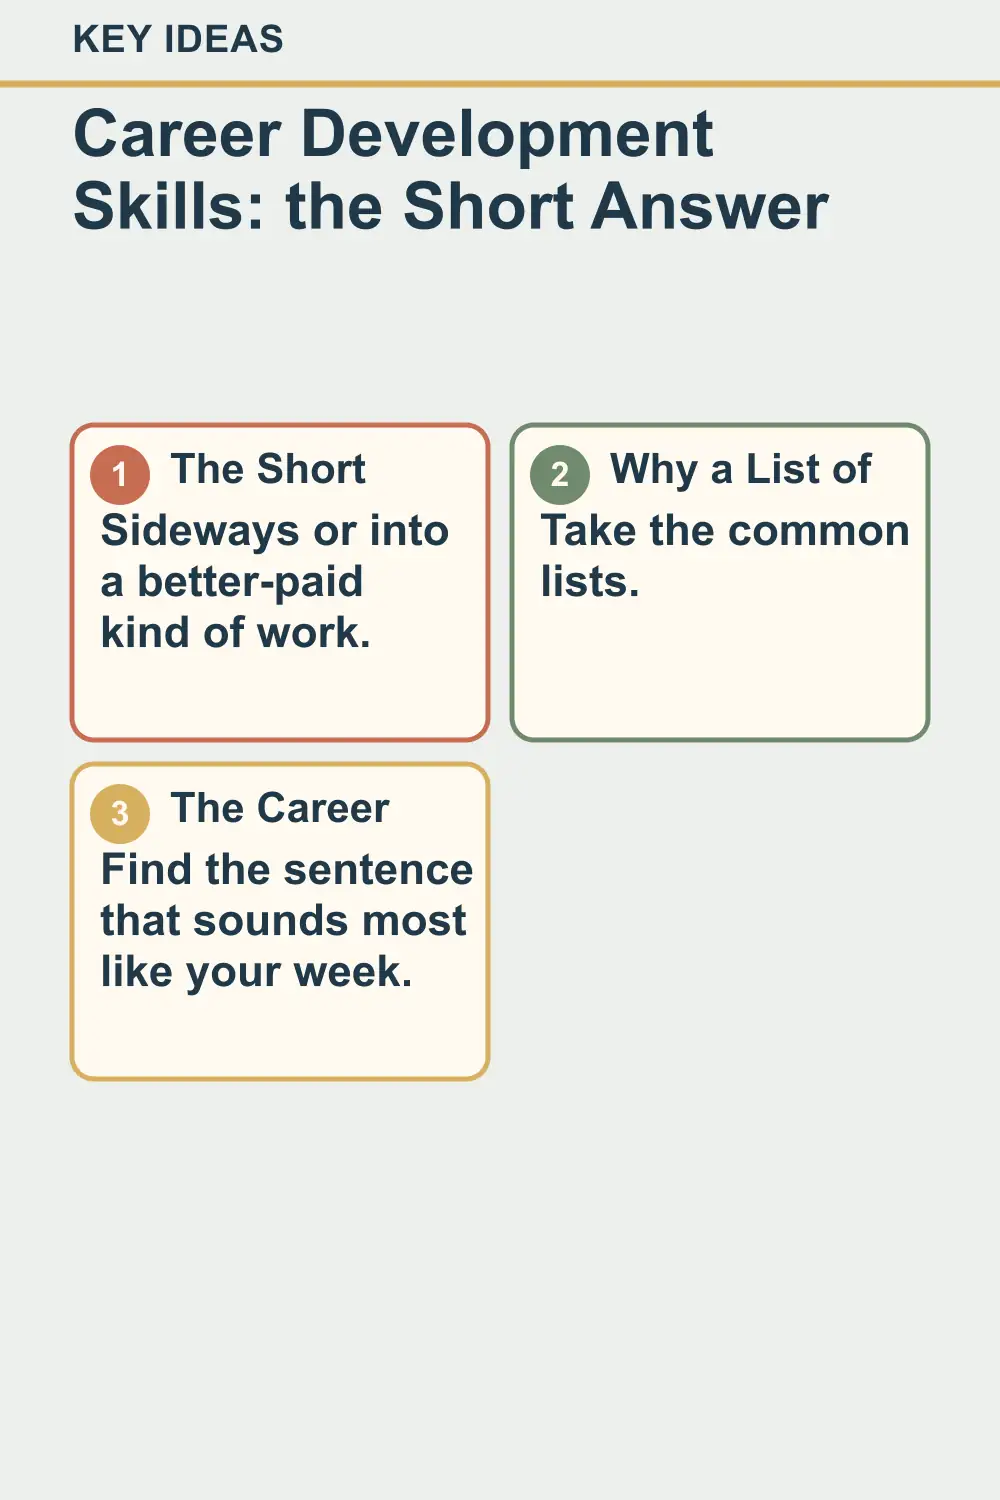 KEY IDEAS
Career Development
Skills: the Short Answer
1 The Short
Sideways or into
a better-paid
kind of work.
2 Why a List of
Take the common
lists.
3 The Career
Find the sentence
that sounds most
like your week.